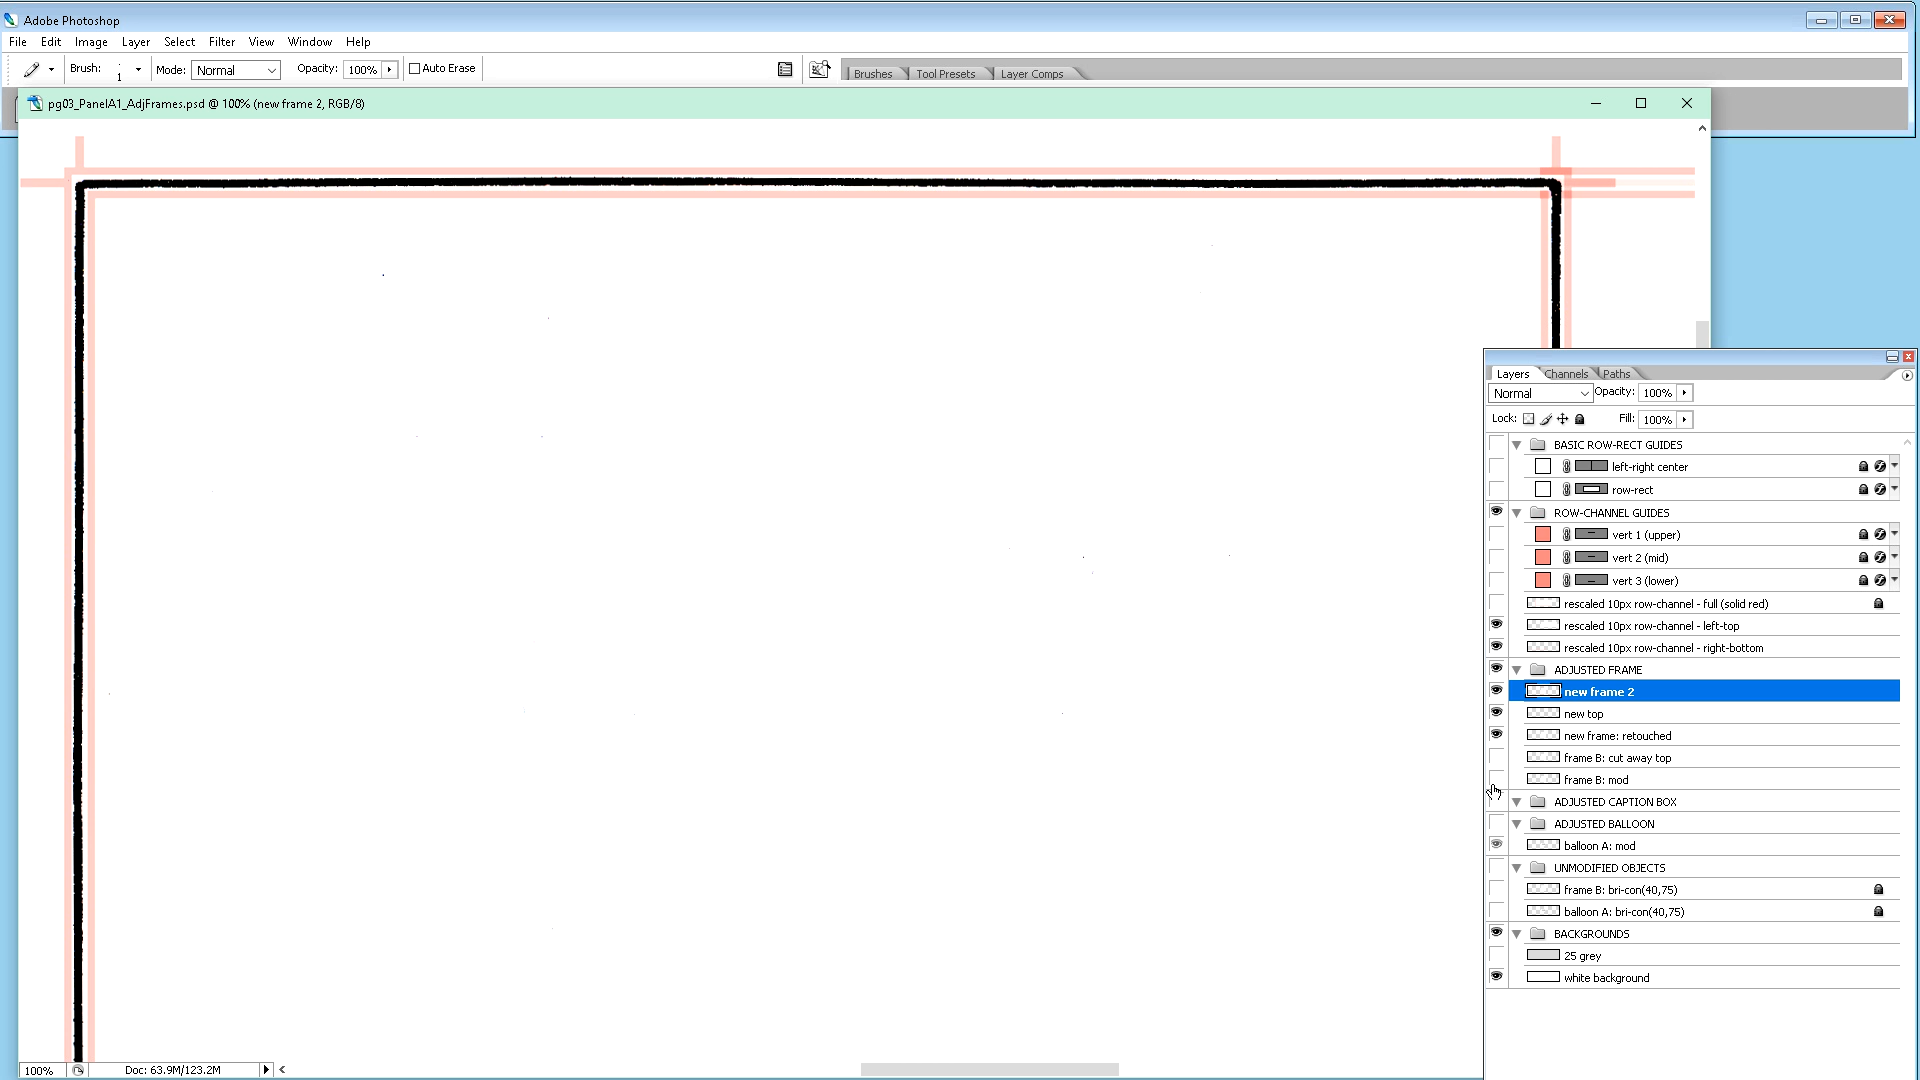 Adobe Photoshop
File Edit Image Layer Select Filter View Window Help
Brush: 1 Mode: Normal Opacity: 100% Auto Erase Brushes Tool Presets Layer Comps
pg03_PanelA1_AdjFrames.psd @ 100% (new frame 2, RGB/8)
Layers Channels Paths
Normal Opacity: 100%
Lock: Fill: 100%
BASIC ROW-RECT GUIDES
left-right center
row-rect
ROW-CHANNEL GUIDES
vert 1 (upper)
vert 2 (mid)
vert 3 (lower)
rescaled 10px row-channel - full (solid red)
rescaled 10px row-channel - left-top
rescaled 10px row-channel - right-bottom
ADJUSTED FRAME
new frame 2
new top
new frame: retouched
frame B: cut away top
frame B: mod
ADJUSTED CAPTION BOX
ADJUSTED BALLOON
balloon A: mod
UNMODIFIED OBJECTS
frame B: bri-con(40,75)
balloon A: bri-con(40,75)
BACKGROUNDS
25 grey
white background
100% Doc: 63.9M/123.2M